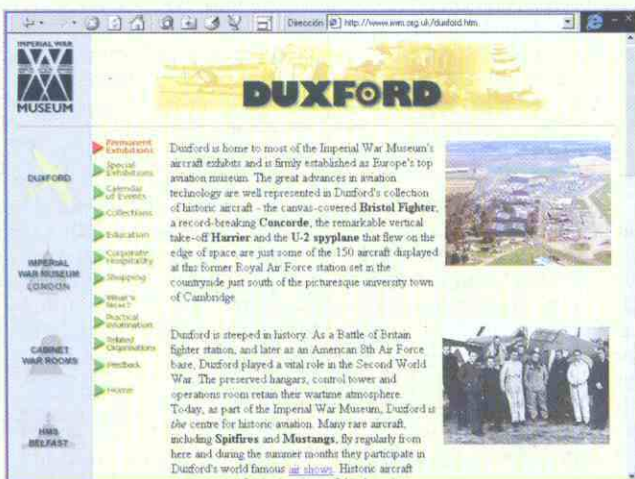 Dirección http://www.iwm.org.uk/duxford.htm
IMPERIAL WAR
MUSEUM
DUXFORD
DUXFORD
IMPERIAL
WAR MUSEUM
LONDON
CABINET
WAR ROOMS
HMS
BELFAST
Permanent
Exhibitions
Special
Exhibitions
Calendar
of Events
Collections
Education
Corporate
Hospitality
Shopping
What's
New?
Practical
Information
Related
Organisations
Feedback
Home
Duxford is home to most of the Imperial War Museum's
aircraft exhibits and is firmly established as Europe's top
aviation museum. The great advances in aviation
technology are well represented in Duxford's collection
of historic aircraft - the canvas-covered Bristol Fighter,
a record-breaking Concorde, the remarkable vertical
take-off Harrier and the U-2 spyplane that flew on the
edge of space are just some of the 150 aircraft displayed
at this former Royal Air Force station set in the
countryside just south of the picturesque university town
of Cambridge
Duxford is steeped in history. As a Battle of Britain
fighter station, and later as an American 8th Air Force
base, Duxford played a vital role in the Second World
War. The preserved hangars, control tower and
operations room retain their wartime atmosphere.
Today, as part of the Imperial War Museum, Duxford is
the centre for historic aviation. Many rare aircraft,
including Spitfires and Mustangs, fly regularly from
here and during the summer months they participate in
Duxford's world famous air shows. Historic aircraft